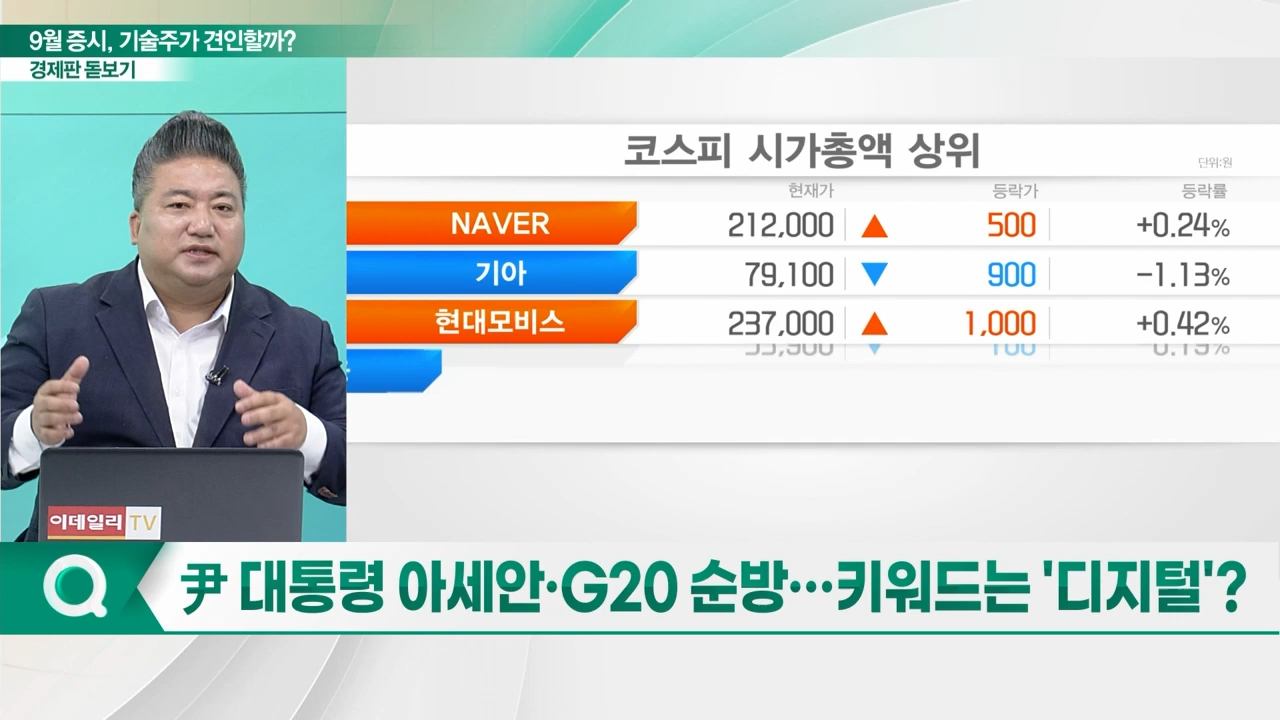 9월 증시, 기술주가 견인할까?
경제판 돋보기
코스피 시가총액 상위
단위:원
현재가 등락가 등락률
NAVER 212,000 ▲ 500 +0.24%
기아 79,100 ▼ 900 -1.13%
현대모비스 237,000 ▲ 1,000 +0.42%
이데일리TV
Q 尹 대통령 아세안·G20 순방…키워드는 '디지털'?